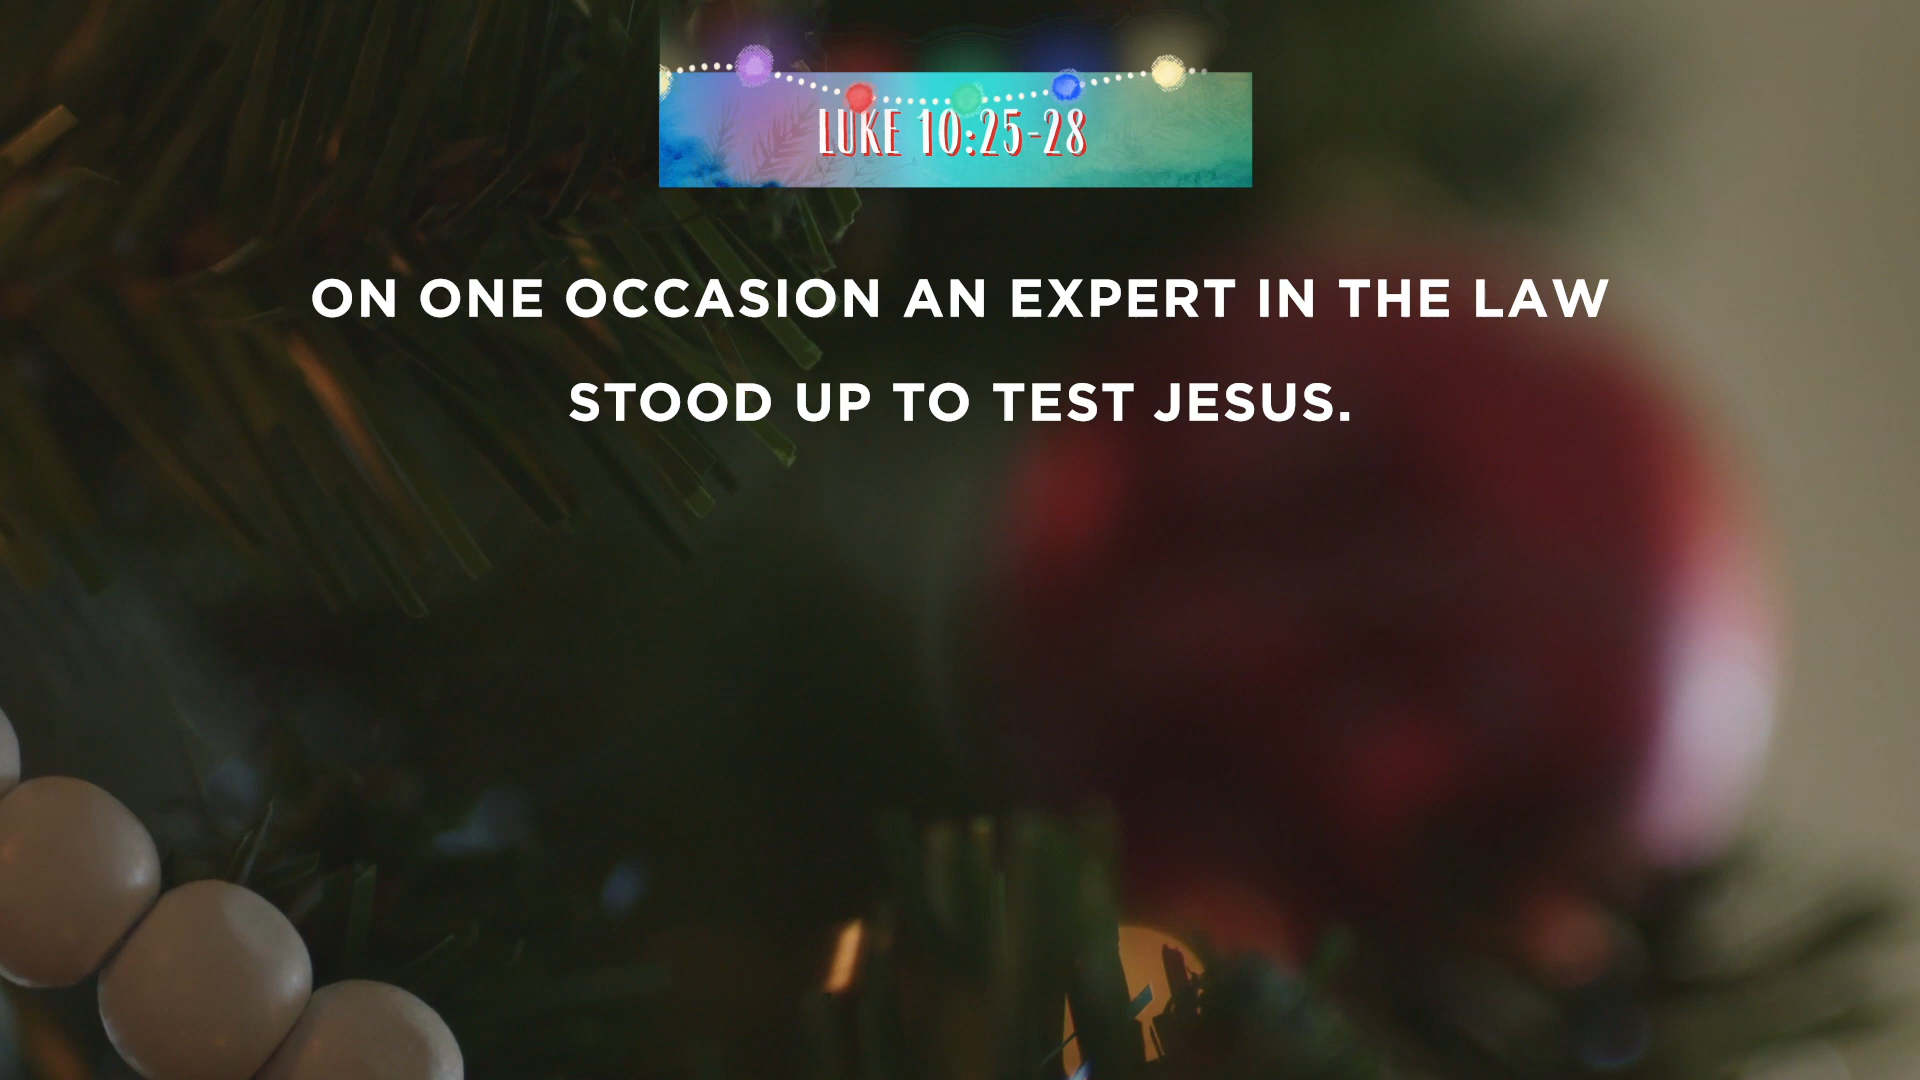 LUKE 10:25-28
ON ONE OCCASION AN EXPERT IN THE LAW
STOOD UP TO TEST JESUS.